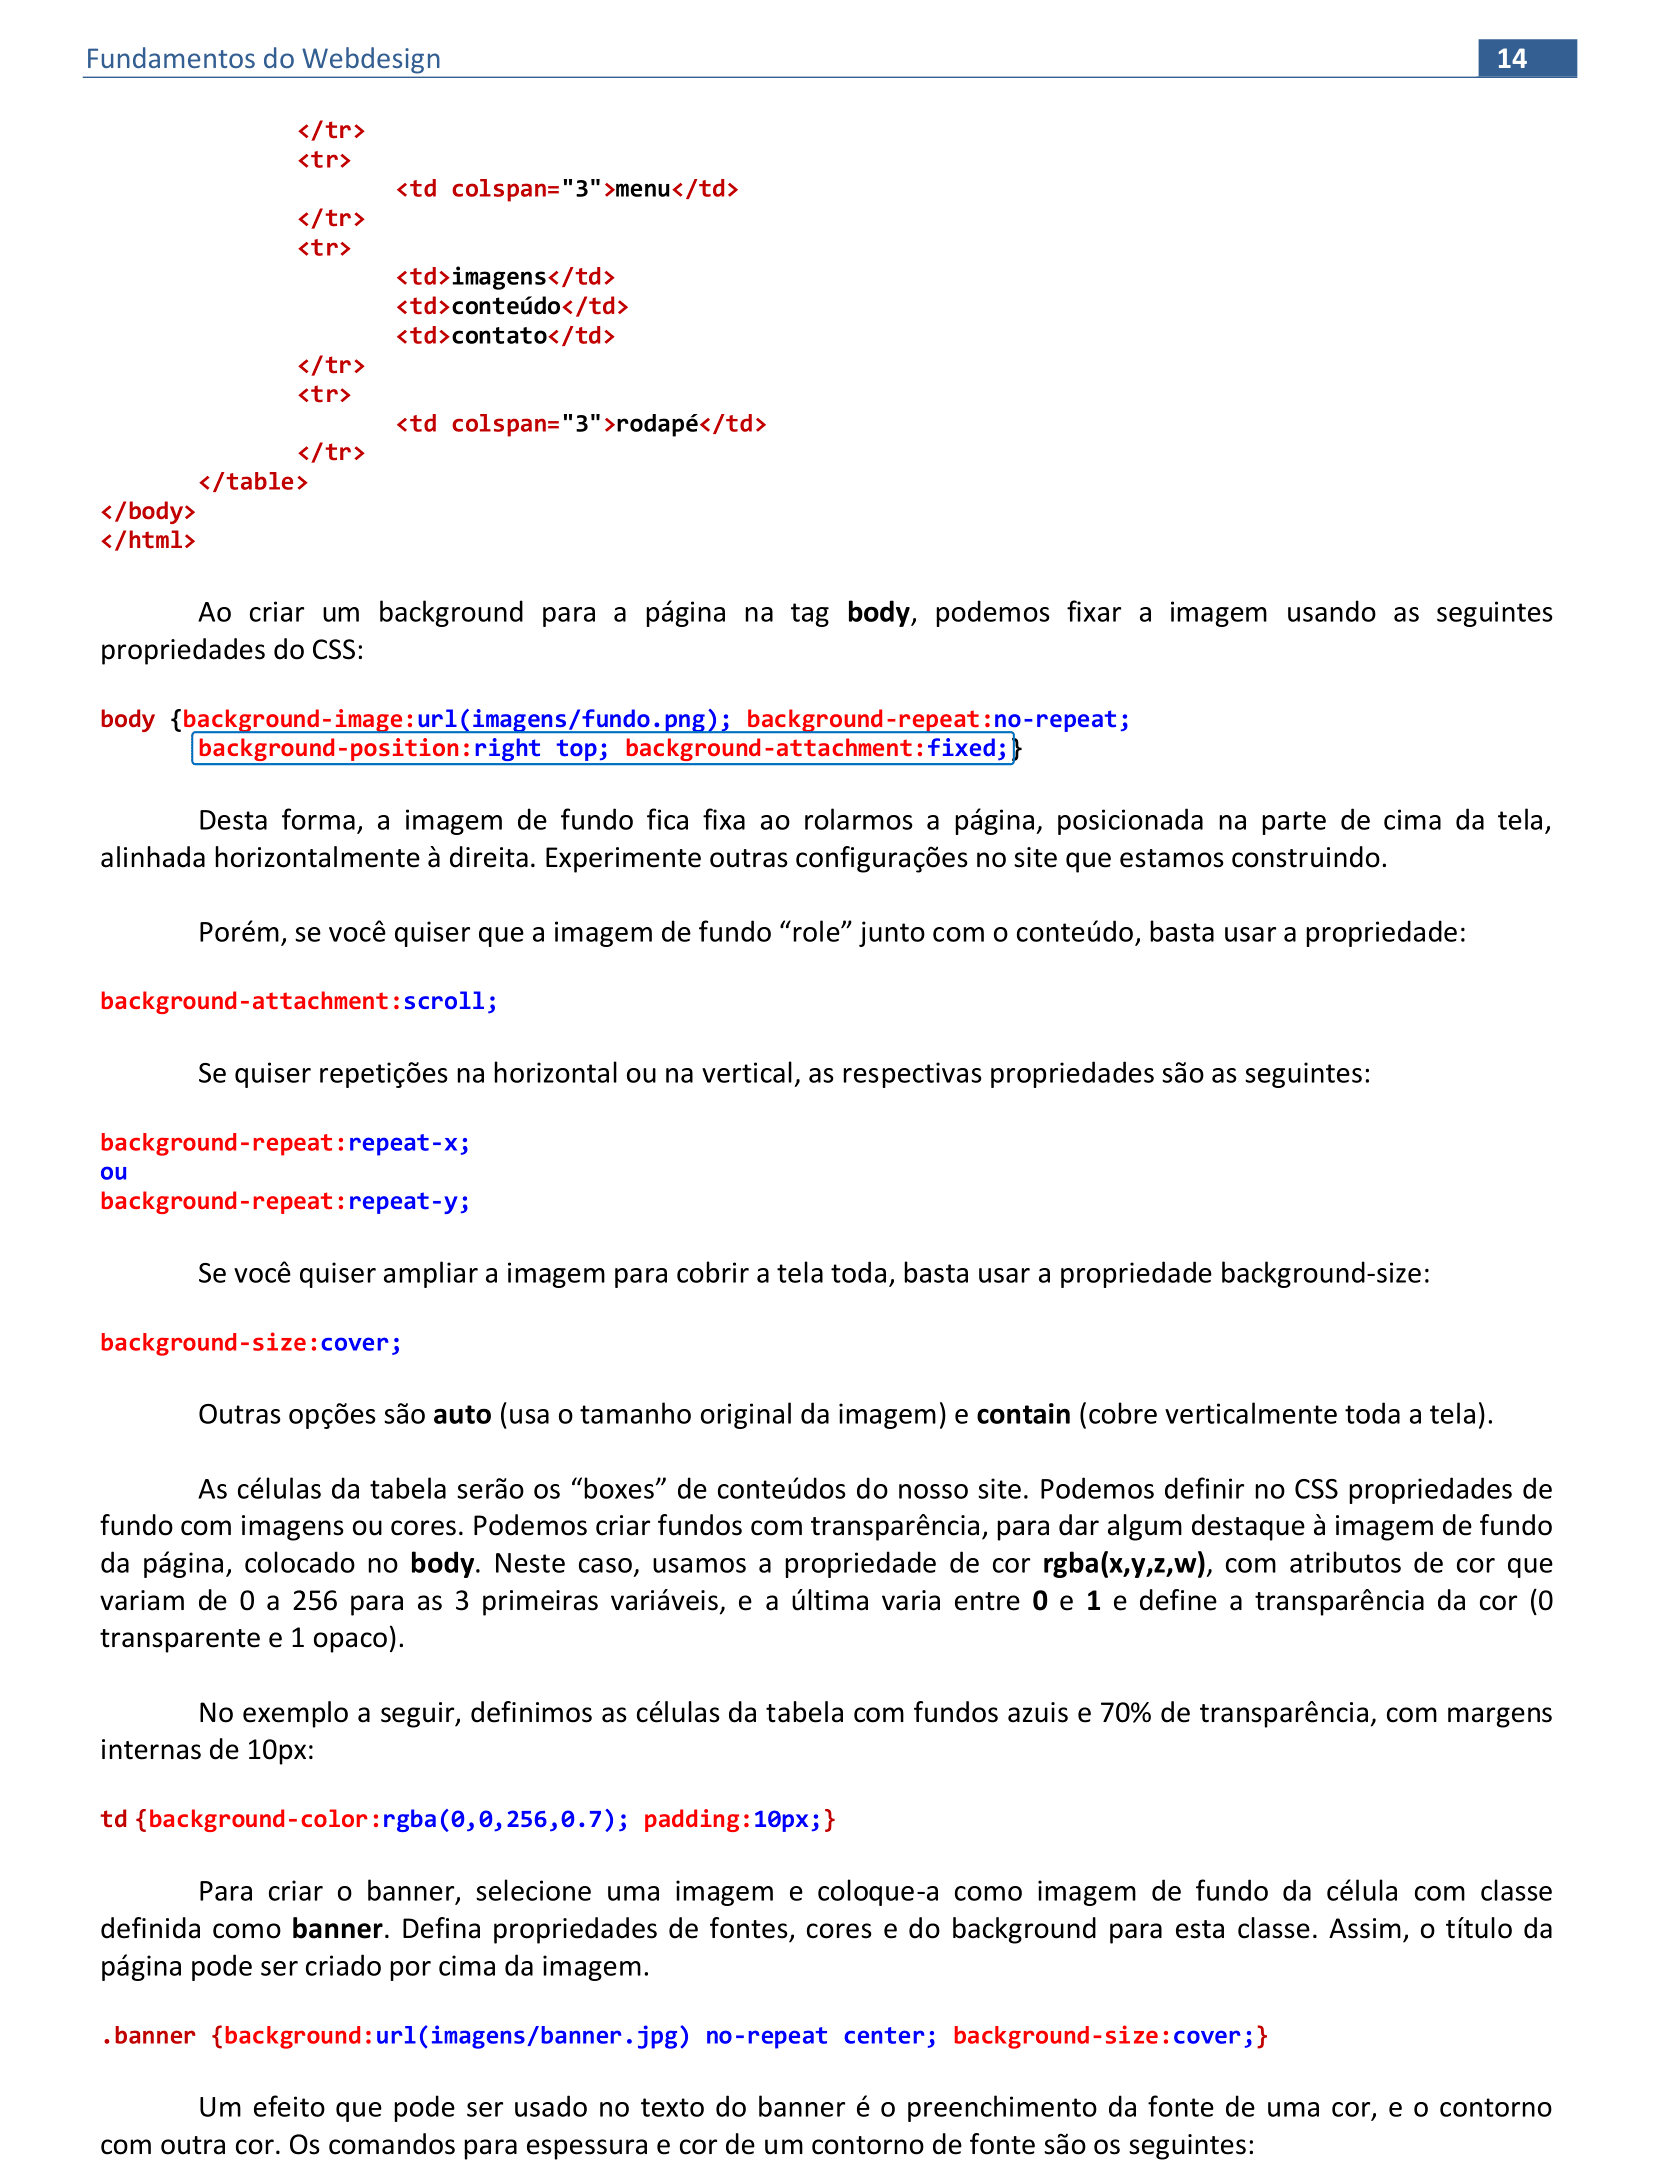 Fundamentos do Webdesign 14
</tr>
<tr>
<td colspan="3">menu</td>
</tr>
<tr>
<td>imagens</td>
<td>conteúdo</td>
<td>contato</td>
</tr>
<tr>
<td colspan="3">rodapé</td>
</tr>
</table>
</body>
</html>
Ao criar um background para a página na tag body, podemos fixar a imagem usando as seguintes
propriedades do CSS:
body {background-image:url(imagens/fundo.png); background-repeat:no-repeat;
background-position:right top; background-attachment:fixed;}
Desta forma, a imagem de fundo fica fixa ao rolarmos a página, posicionada na parte de cima da tela,
alinhada horizontalmente à direita. Experimente outras configurações no site que estamos construindo.
Porém, se você quiser que a imagem de fundo “role” junto com o conteúdo, basta usar a propriedade:
background-attachment:scroll;
Se quiser repetições na horizontal ou na vertical, as respectivas propriedades são as seguintes:
background-repeat:repeat-x;
ou
background-repeat:repeat-y;
Se você quiser ampliar a imagem para cobrir a tela toda, basta usar a propriedade background-size:
background-size:cover;
Outras opções são auto (usa o tamanho original da imagem) e contain (cobre verticalmente toda a tela).
As células da tabela serão os “boxes” de conteúdos do nosso site. Podemos definir no CSS propriedades de
fundo com imagens ou cores. Podemos criar fundos com transparência, para dar algum destaque à imagem de fundo
da página, colocado no body. Neste caso, usamos a propriedade de cor rgba(x,y,z,w), com atributos de cor que
variam de 0 a 256 para as 3 primeiras variáveis, e a última varia entre 0 e 1 e define a transparência da cor (0
transparente e 1 opaco).
No exemplo a seguir, definimos as células da tabela com fundos azuis e 70% de transparência, com margens
internas de 10px:
td {background-color:rgba(0,0,256,0.7); padding:10px;}
Para criar o banner, selecione uma imagem e coloque-a como imagem de fundo da célula com classe
definida como banner. Defina propriedades de fontes, cores e do background para esta classe. Assim, o título da
página pode ser criado por cima da imagem.
.banner {background:url(imagens/banner.jpg) no-repeat center; background-size:cover;}
Um efeito que pode ser usado no texto do banner é o preenchimento da fonte de uma cor, e o contorno
com outra cor. Os comandos para espessura e cor de um contorno de fonte são os seguintes: